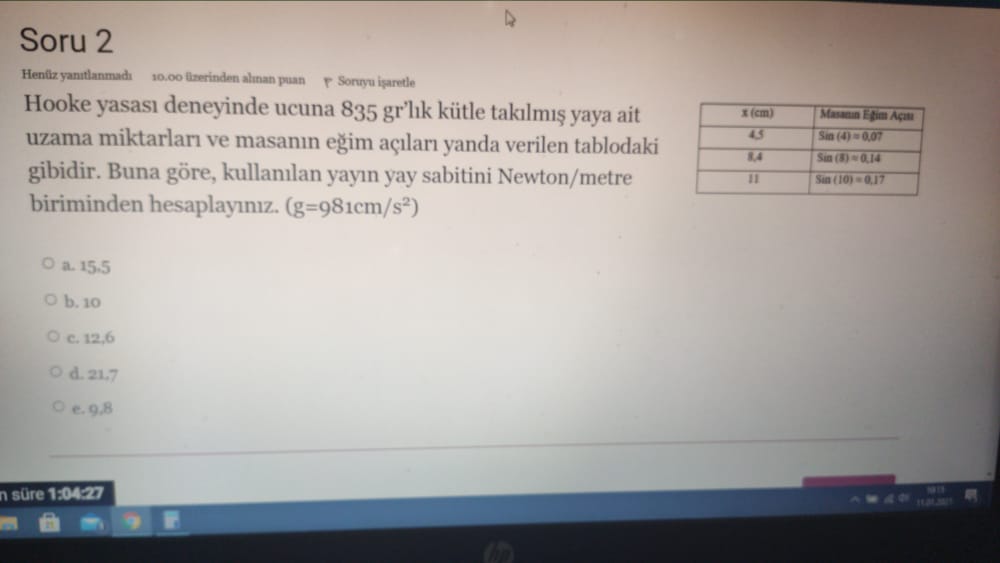 Soru 2
Henüz yanıtlanmadı 10.00 üzerinden alınan puan Soruyu işaretle
Hooke yasası deneyinde ucuna 835 gr'lık kütle takılmış yaya ait
uzama miktarları ve masanın eğim açıları yanda verilen tablodaki
gibidir. Buna göre, kullanılan yayın yay sabitini Newton/metre
biriminden hesaplayınız. (g=981cm/s²)
x (cm) Masanın Eğim Açısı
4,5 Sin (4) = 0,07
8,4 Sin (8) = 0,14
11 Sin (10) = 0,17
a. 15,5
b. 10
c. 12,6
d. 21,7
e. 9,8
n süre 1:04:27
hp